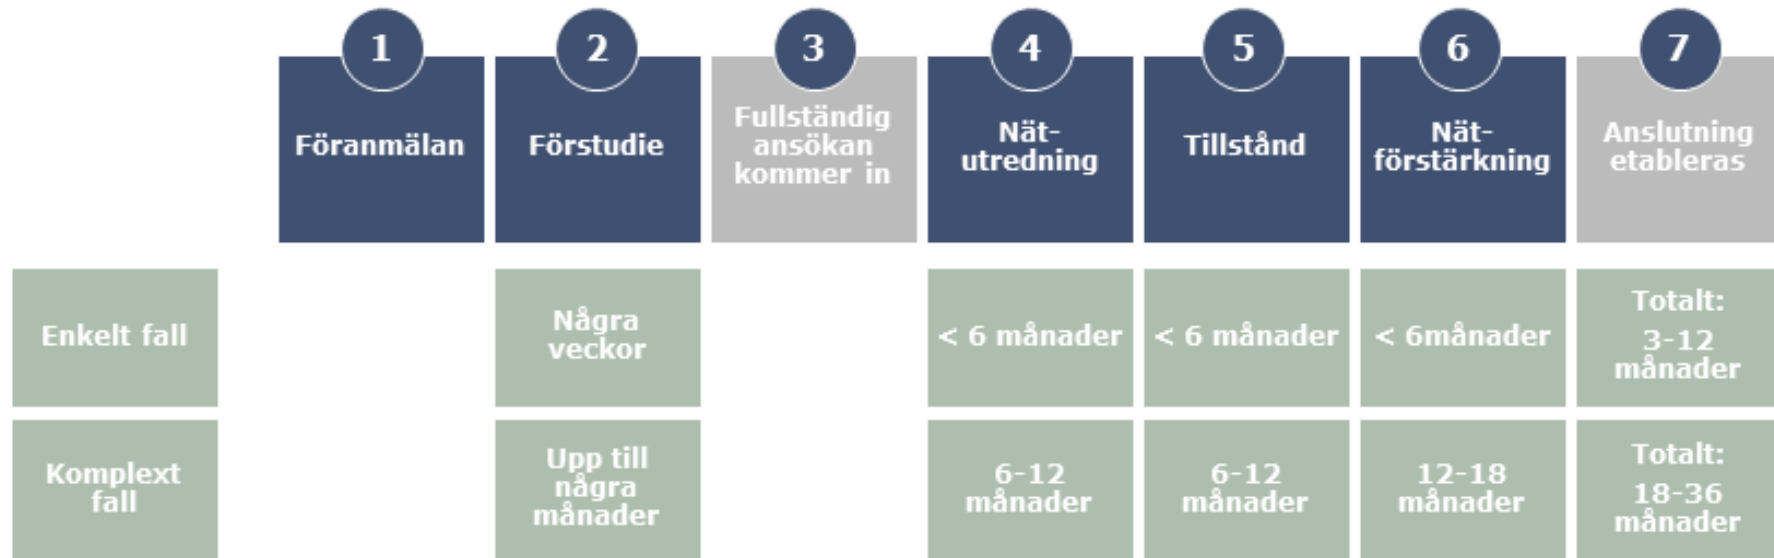 1
Föranmälan
2
Förstudie
3
Fullständig
ansökan
kommer in
4
Nät-
utredning
5
Tillstånd
6
Nät-
förstärkning
7
Anslutning
etableras
Enkelt fall
Några
veckor
< 6 månader
< 6 månader
< 6månader
Totalt:
3-12
månader
Komplext
fall
Upp till
några
månader
6-12
månader
6-12
månader
12-18
månader
Totalt:
18-36
månader